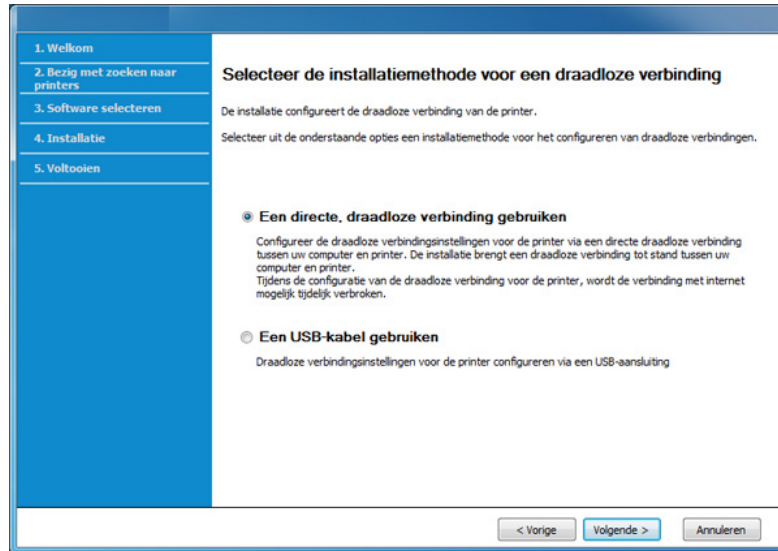 1. Welkom
2. Bezig met zoeken naar
printers
3. Software selecteren
4. Installatie
5. Voltooien
Selecteer de installatiemethode voor een draadloze verbinding
De installatie configureert de draadloze verbinding van de printer.
Selecteer uit de onderstaande opties een installatiemethode voor het configureren van draadloze verbindingen.
Een directe, draadloze verbinding gebruiken
Configureer de draadloze verbindingsinstellingen voor de printer via een directe draadloze verbinding
tussen uw computer en printer. De installatie brengt een draadloze verbinding tot stand tussen uw
computer en printer.
Tijdens de configuratie van de draadloze verbinding voor de printer, wordt de verbinding met internet
mogelijk tijdelijk verbroken.
Een USB-kabel gebruiken
Draadloze verbindingsinstellingen voor de printer configureren via een USB-aansluiting
< Vorige
Volgende >
Annuleren